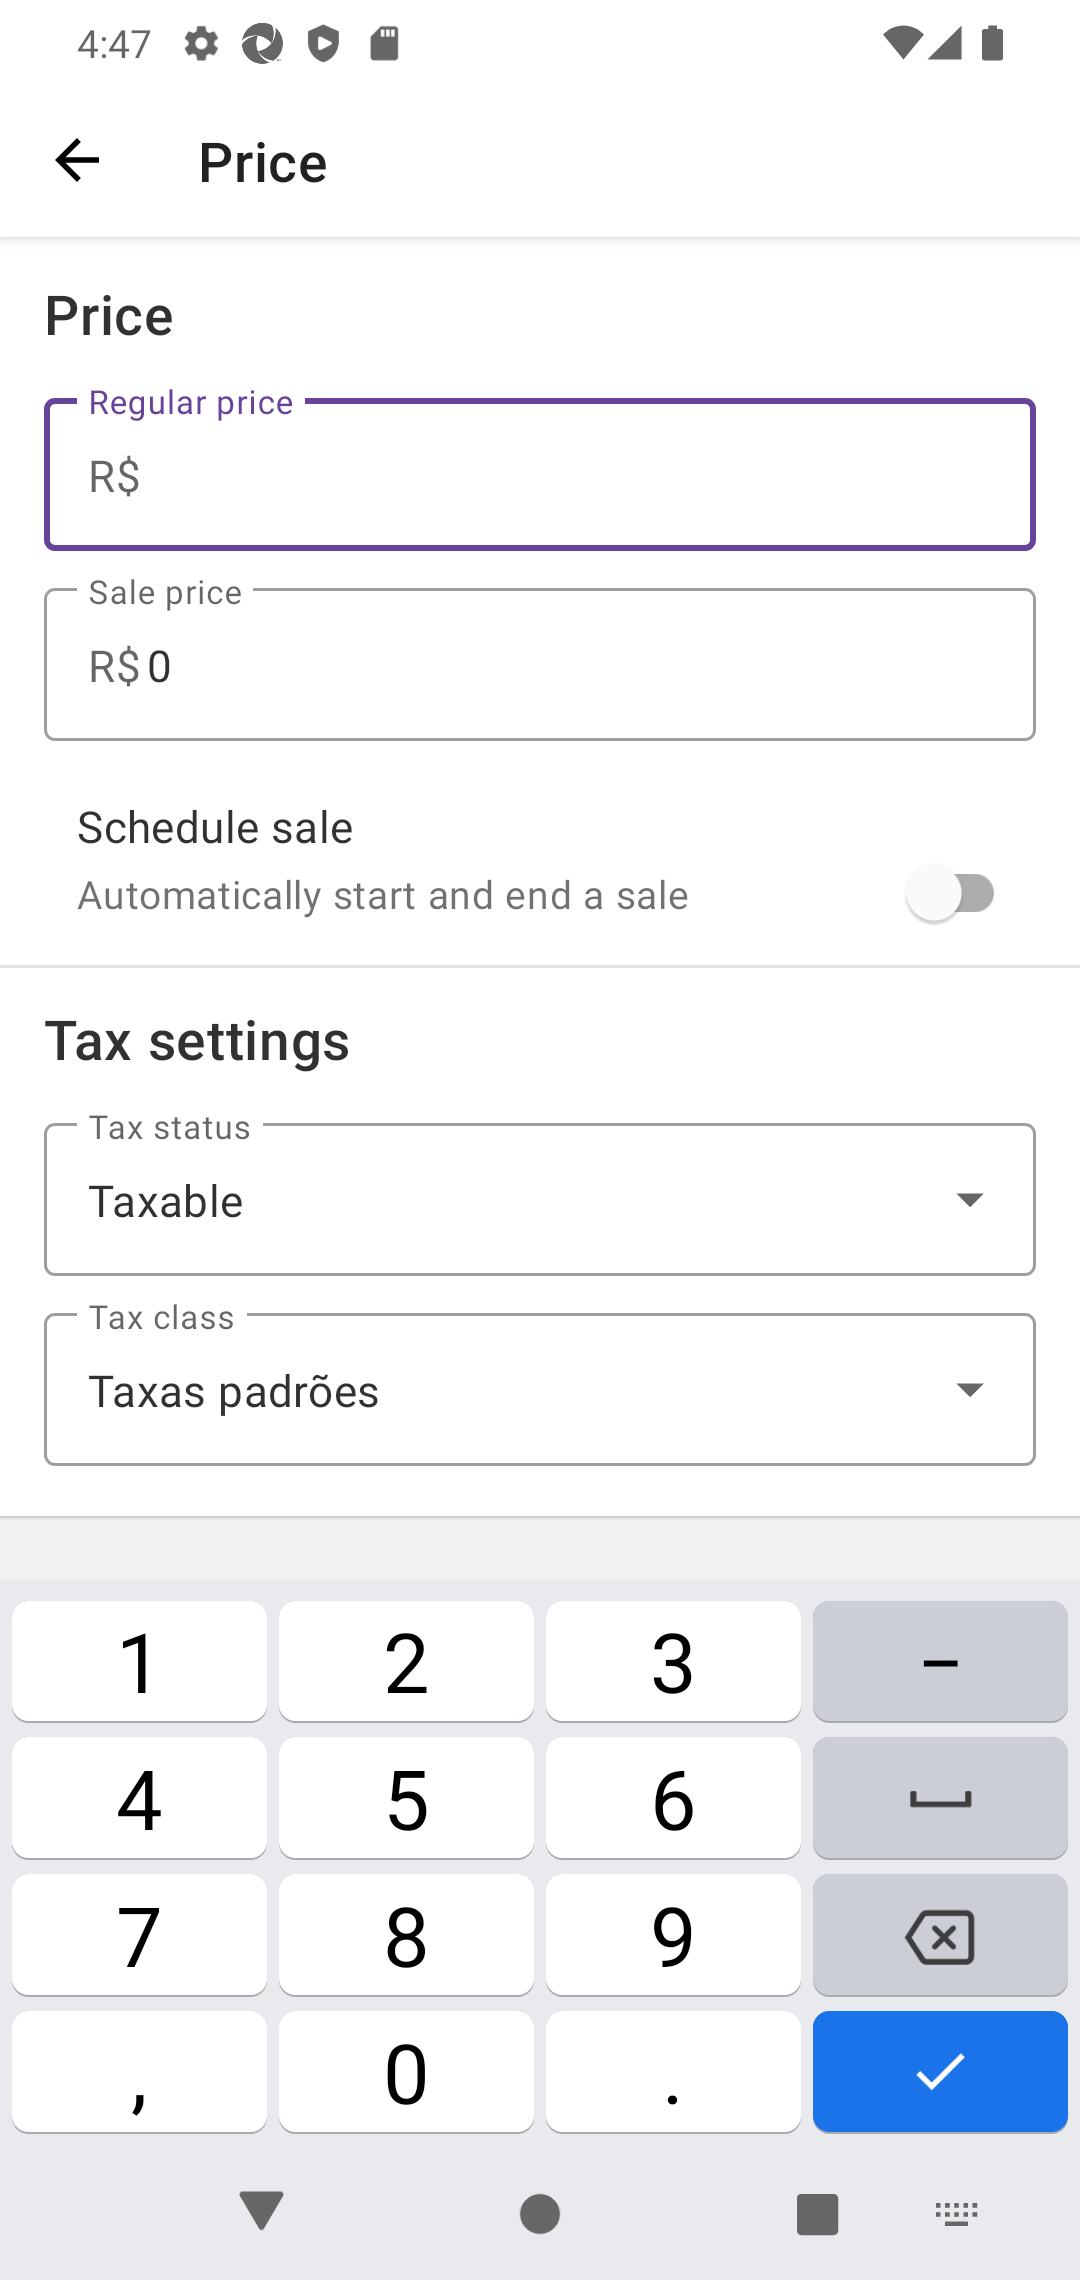 4:47
Price
Price
Regular price
R$
Sale price
R$ 0
Schedule sale
Automatically start and end a sale
Tax settings
Tax status
Taxable
Tax class
Taxas padrões
1 2 3 –
4 5 6
7 8 9
, 0 .